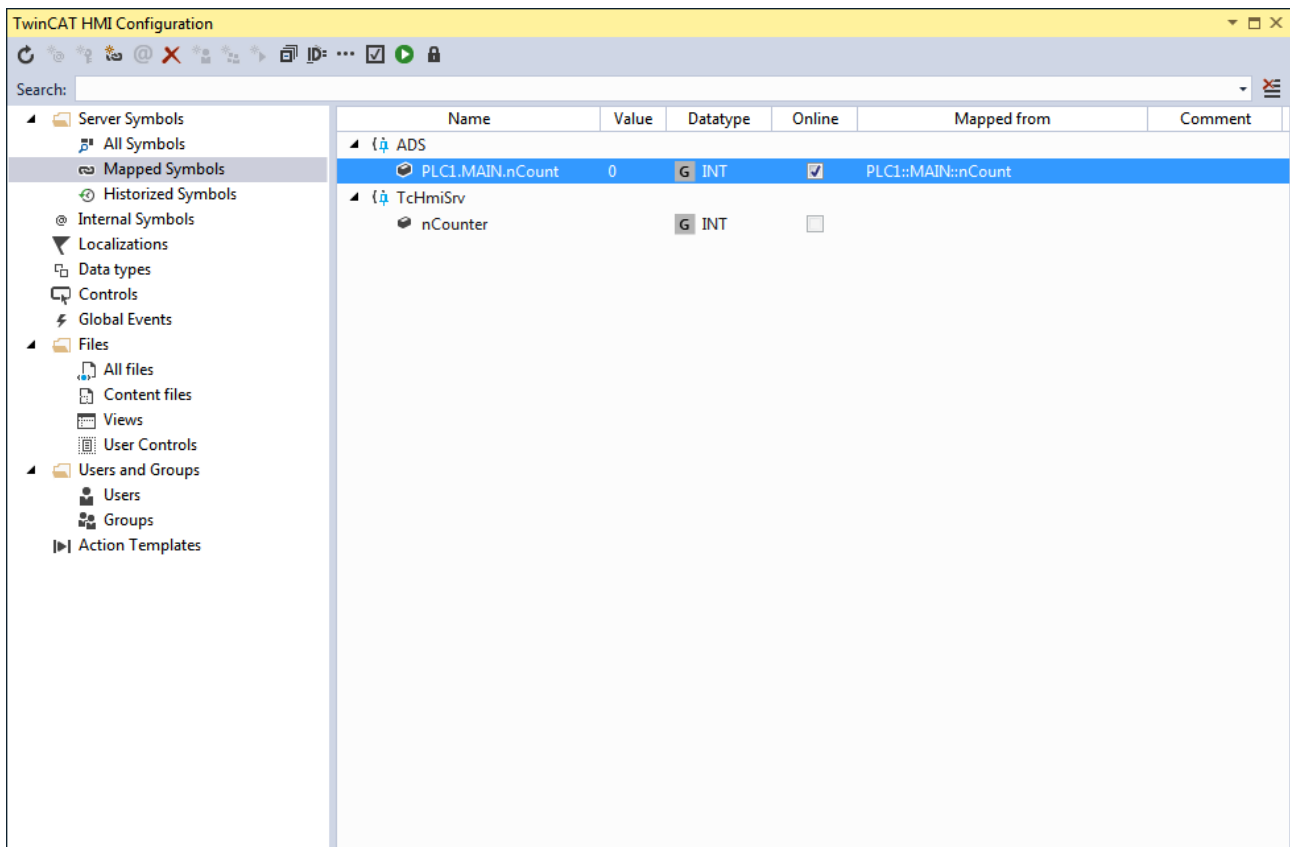 TwinCAT HMI Configuration
Search:
Server Symbols
All Symbols
Mapped Symbols
Historized Symbols
Internal Symbols
Localizations
Data types
Controls
Global Events
Files
All files
Content files
Views
User Controls
Users and Groups
Users
Groups
Action Templates
Name Value Datatype Online Mapped from Comment
ADS
PLC1.MAIN.nCount 0 G INT PLC1::MAIN::nCount
TcHmiSrv
nCounter G INT